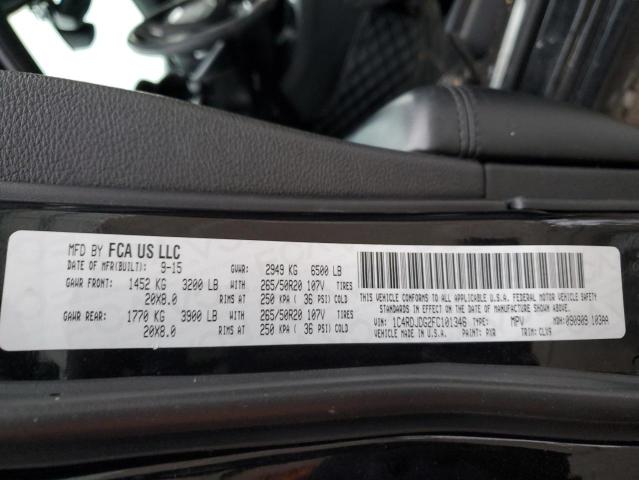 MFD BY FCA US LLC
DATE OF MFR(BUILT): 9-15 GVWR: 2949 KG 6500 LB
GAWR FRONT: 1452 KG 3200 LB WITH 265/50R20 107V TIRES
20X8.0 RIMS AT 250 KPA ( 36 PSI) COLD
GAWR REAR: 1770 KG 3900 LB WITH 265/50R20 107V TIRES
20X8.0 RIMS AT 250 KPA ( 36 PSI) COLD
THIS VEHICLE CONFORMS TO ALL APPLICABLE U.S.A. FEDERAL MOTOR VEHICLE SAFETY
STANDARDS IN EFFECT ON THE DATE OF MANUFACTURE SHOWN ABOVE.
VIN: 1C4RDJDG2FC101346 TYPE: MPV MDH: 090909 103AA
VEHICLE MADE IN U.S.A. PAINT: PXR TRIM: CLX9